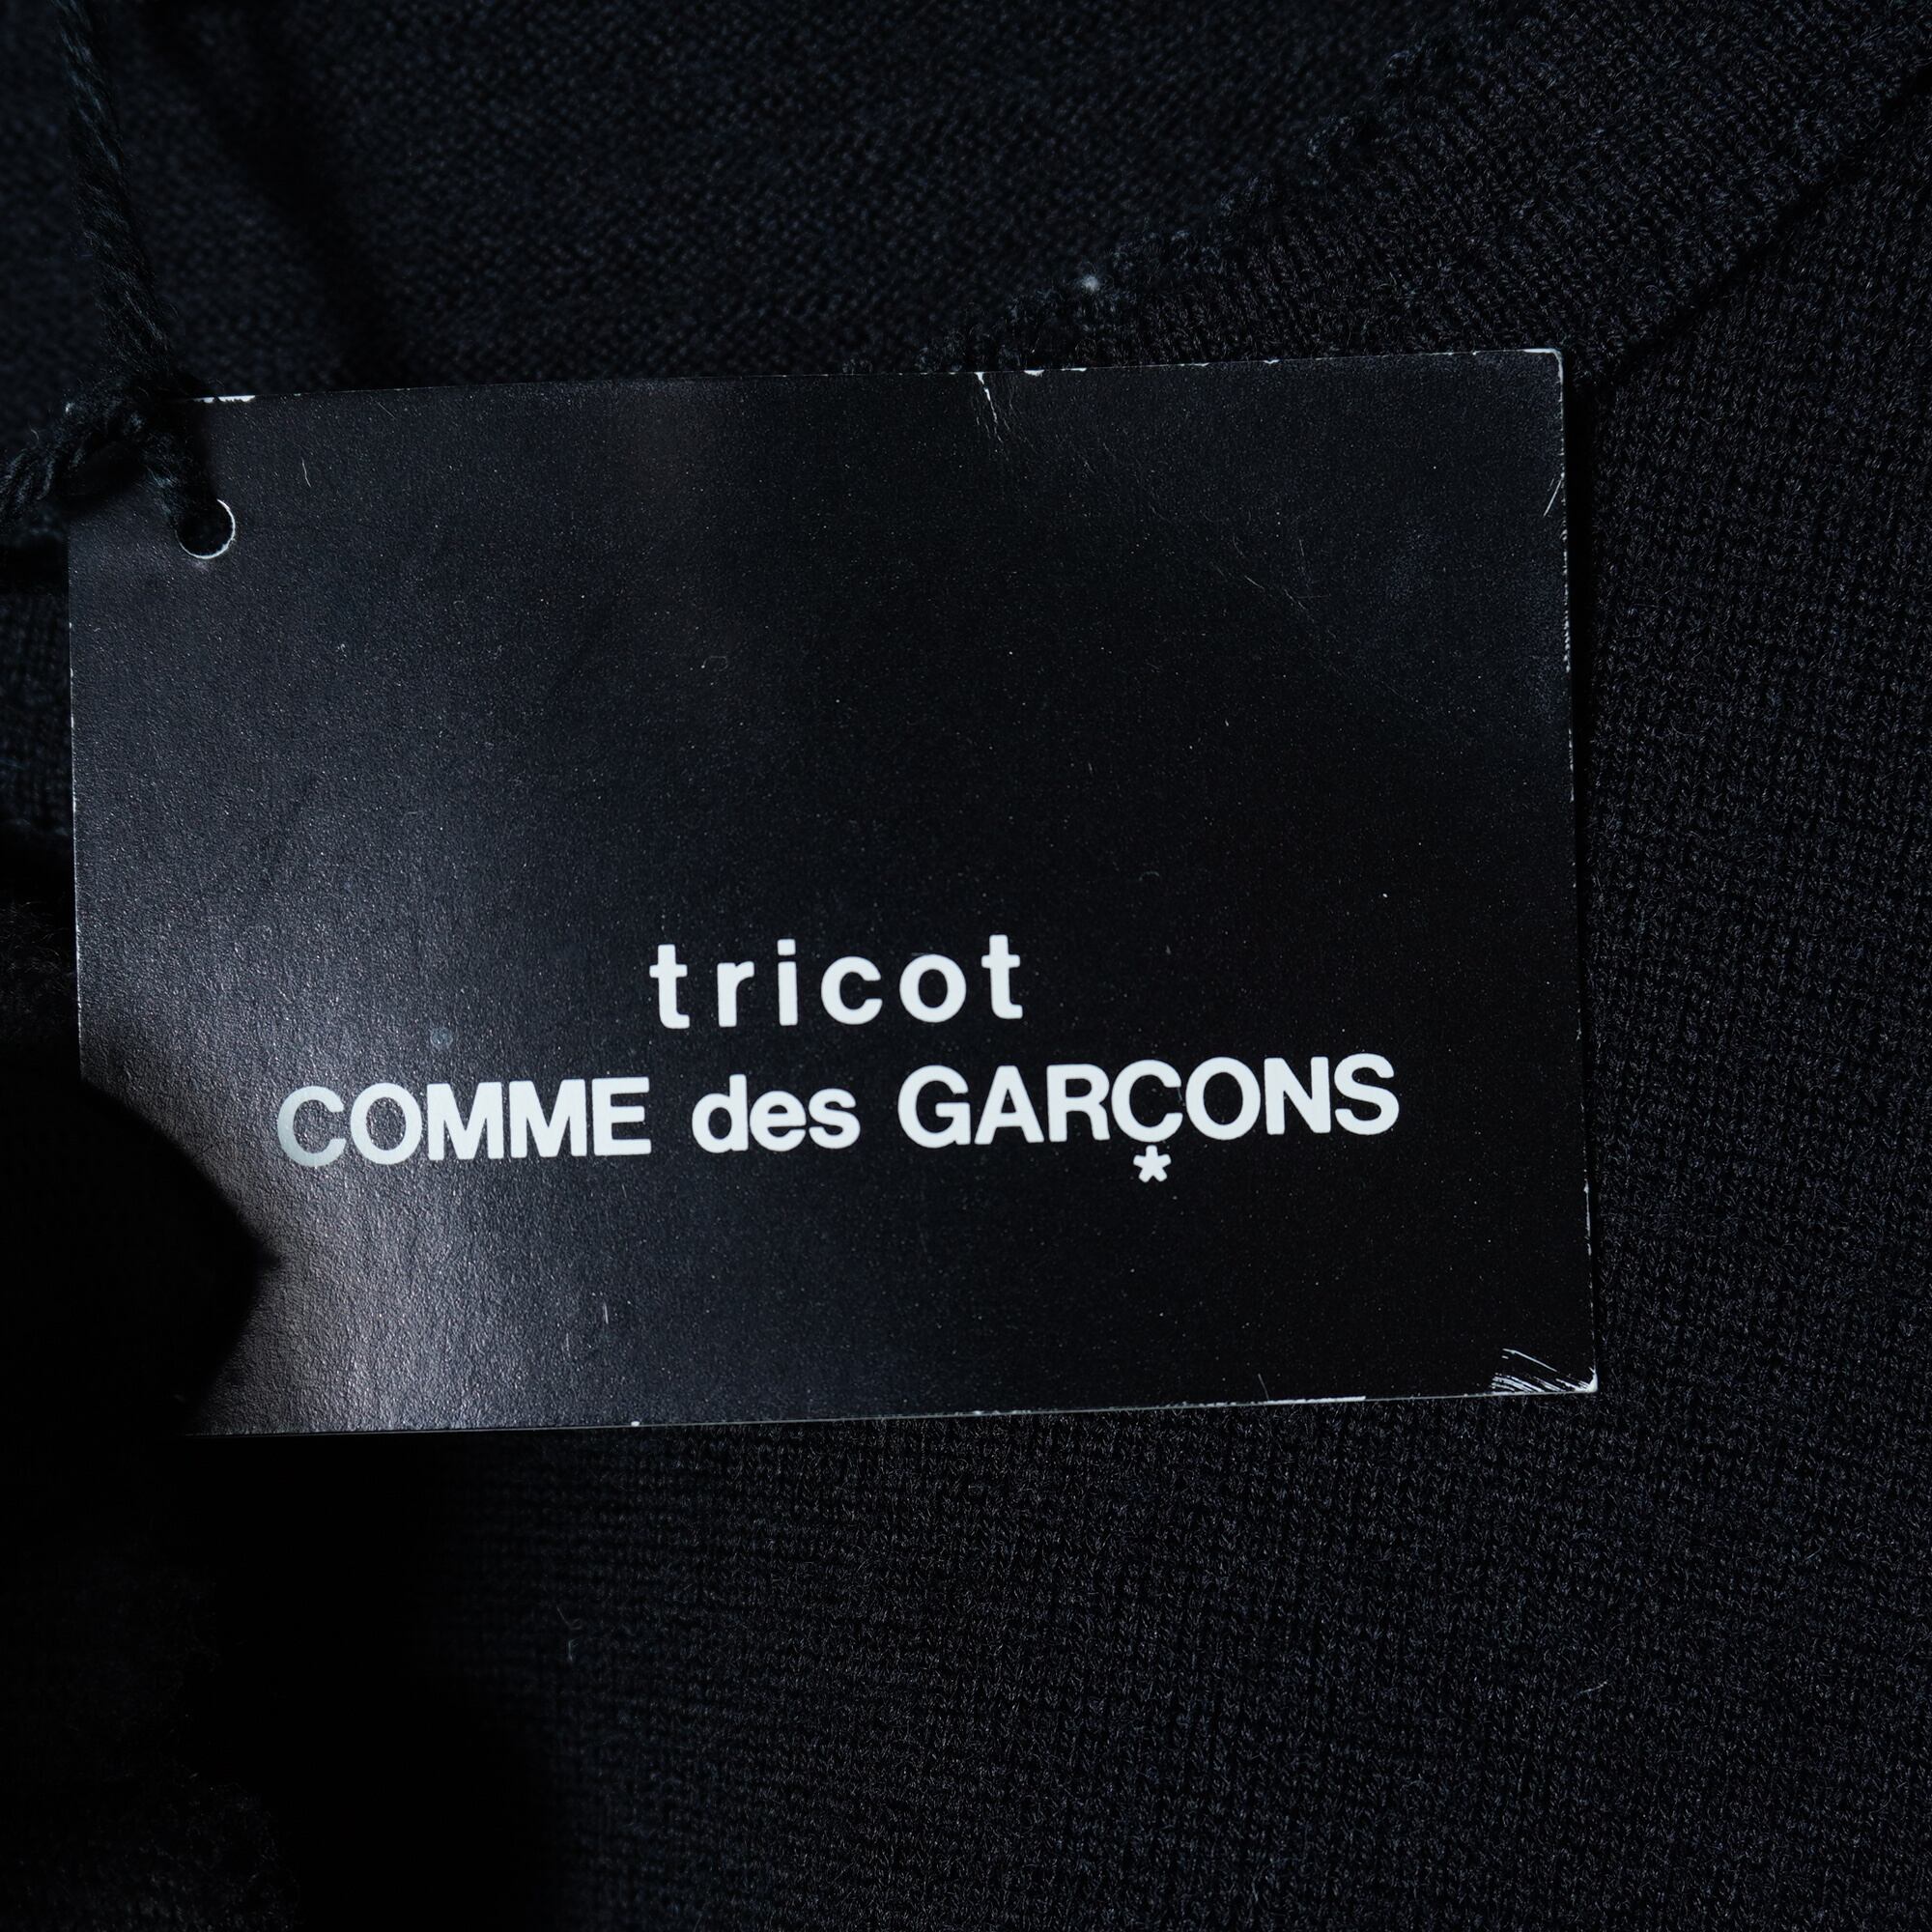 tricot
COMME des GARÇONS
*